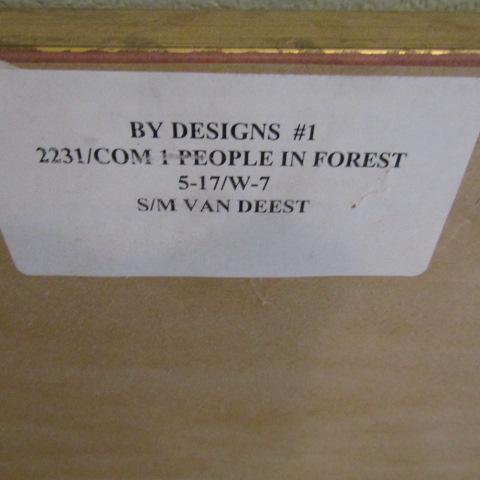 BY DESIGNS #1
2231/COM 1 PEOPLE IN FOREST
5-17/W-7
S/M VAN DEEST